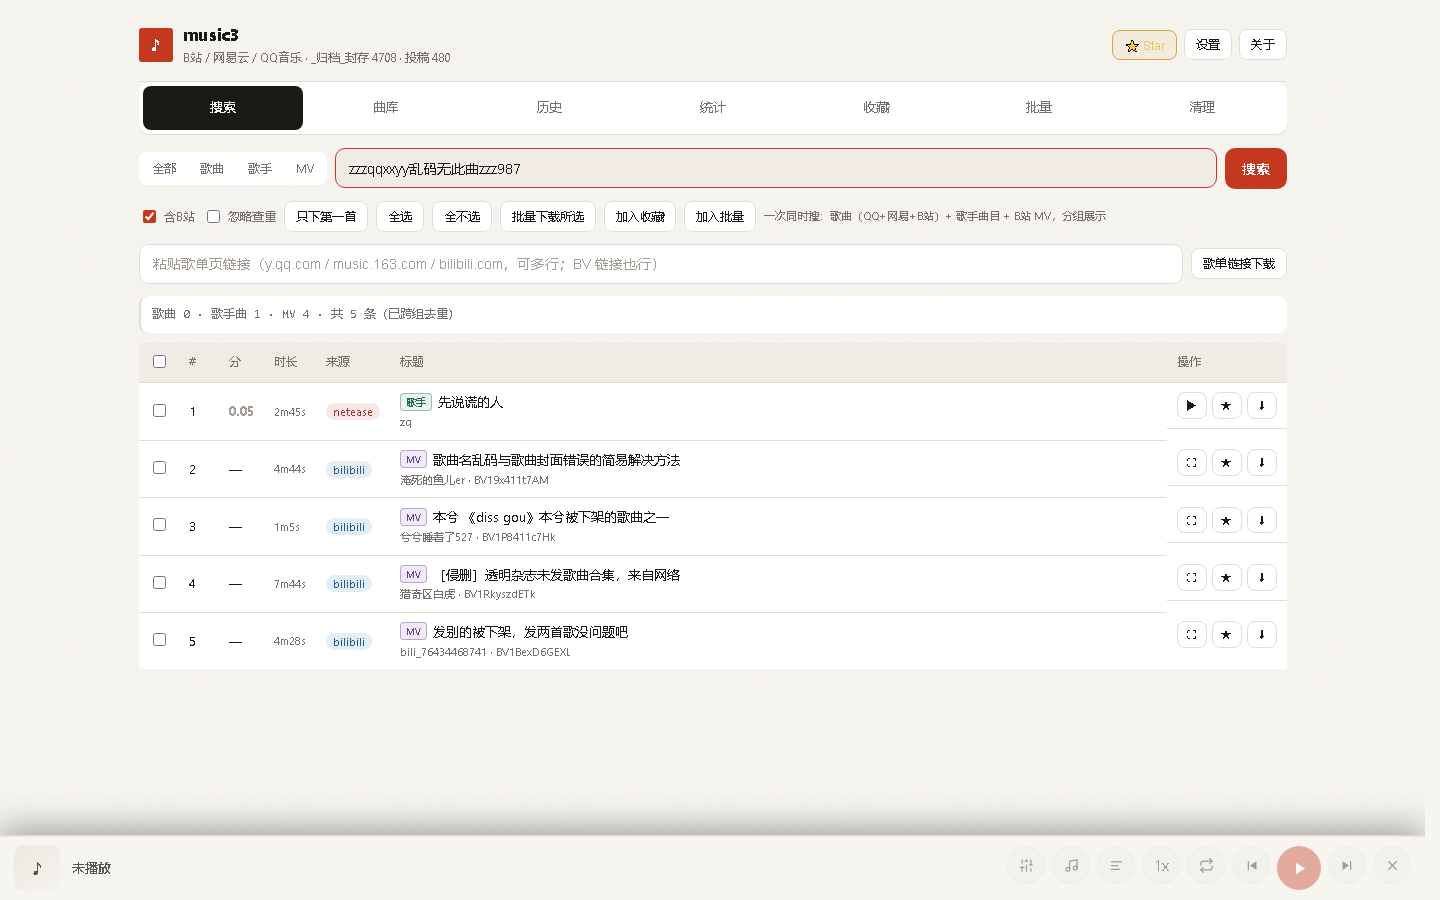 music3
B站 / 网易云 / QQ音乐 · _归档_封存 4708 · 投稿 480
Star 设置 关于
搜索 曲库 历史 统计 收藏 批量 清理
全部 歌曲 歌手 MV zzzqqxxyy乱码无此曲zzz987 搜索
含B站 忽略查重 只下第一首 全选 全不选 批量下载所选 加入收藏 加入批量 一次同时搜：歌曲（QQ+网易+B站）+ 歌手曲目 + B站 MV，分组展示
粘贴歌单页链接（y.qq.com / music.163.com / bilibili.com，可多行；BV 链接也行） 歌单链接下载
歌曲 0 · 歌手曲 1 · MV 4 · 共 5 条（已跨组去重）
# 分 时长 来源 标题 操作
1 0.05 2m45s netease 歌手 先说谎的人
zq
2 — 4m44s bilibili MV 歌曲名乱码与歌曲封面错误的简易解决方法
淹死的鱼儿er · BV19x411t7AM
3 — 1m5s bilibili MV 本兮 《diss gou》本兮被下架的歌曲之一
兮兮睡着了527 · BV1P8411c7Hk
4 — 7m44s bilibili MV ［侵删］透明杂志未发歌曲合集，来自网络
猎奇区白虎 · BV1RkyszdETk
5 — 4m28s bilibili MV 发别的被下架，发两首歌没问题吧
bili_76434468741 · BV1BexD6GEXL
未播放 1x